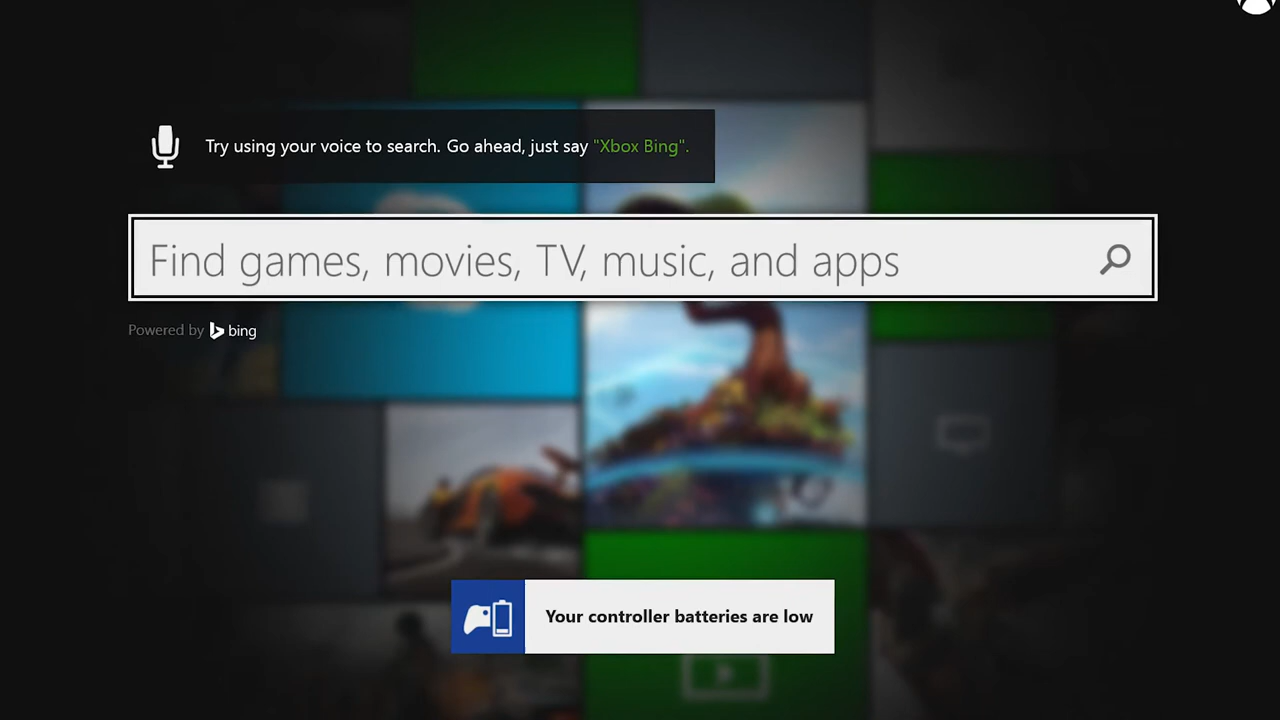 Try using your voice to search. Go ahead, just say "Xbox Bing".
Find games, movies, TV, music, and apps
Powered by bing
Your controller batteries are low